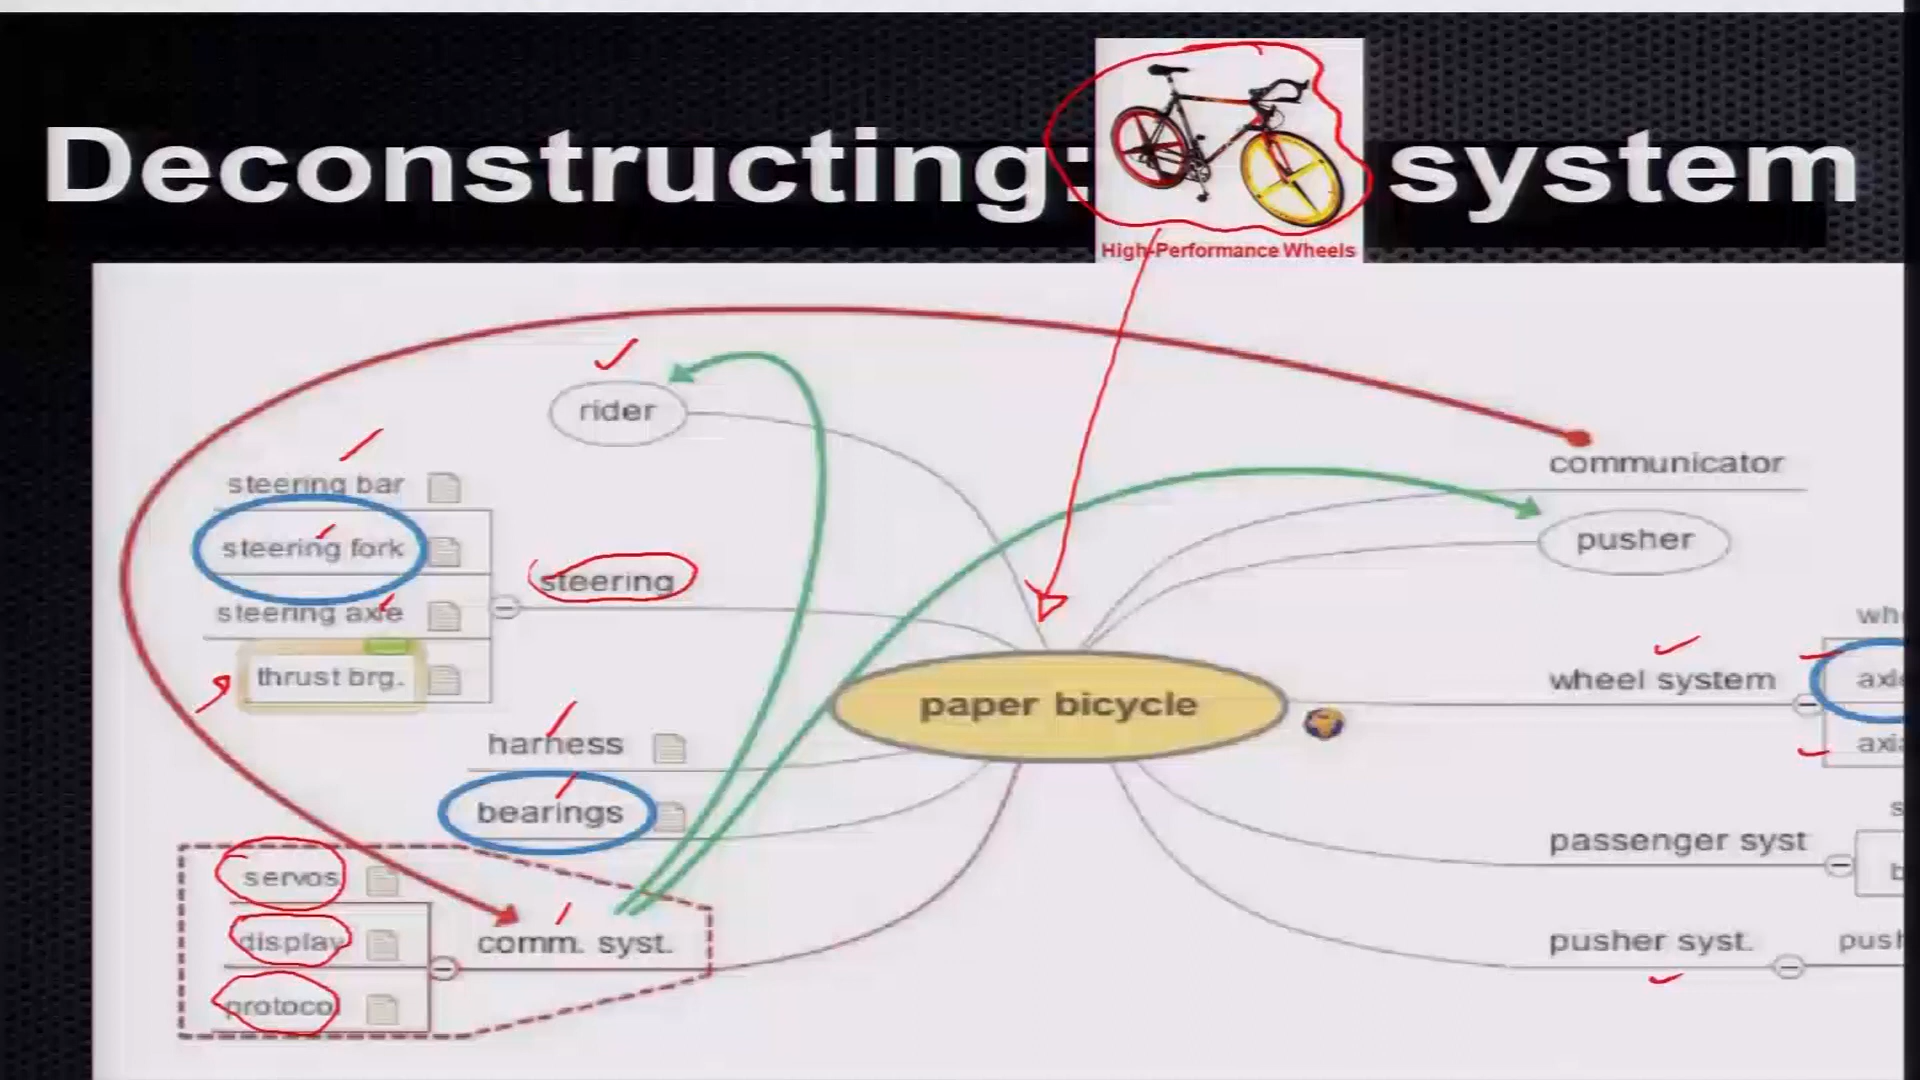 Deconstructing: system
High-Performance Wheels
rider
communicator
steering bar
pusher
steering fork
steering
steering axle
thrust brg.
paper bicycle
wheel system
harness
bearings
passenger syst
servos
display
comm. syst.
pusher syst.
protoco